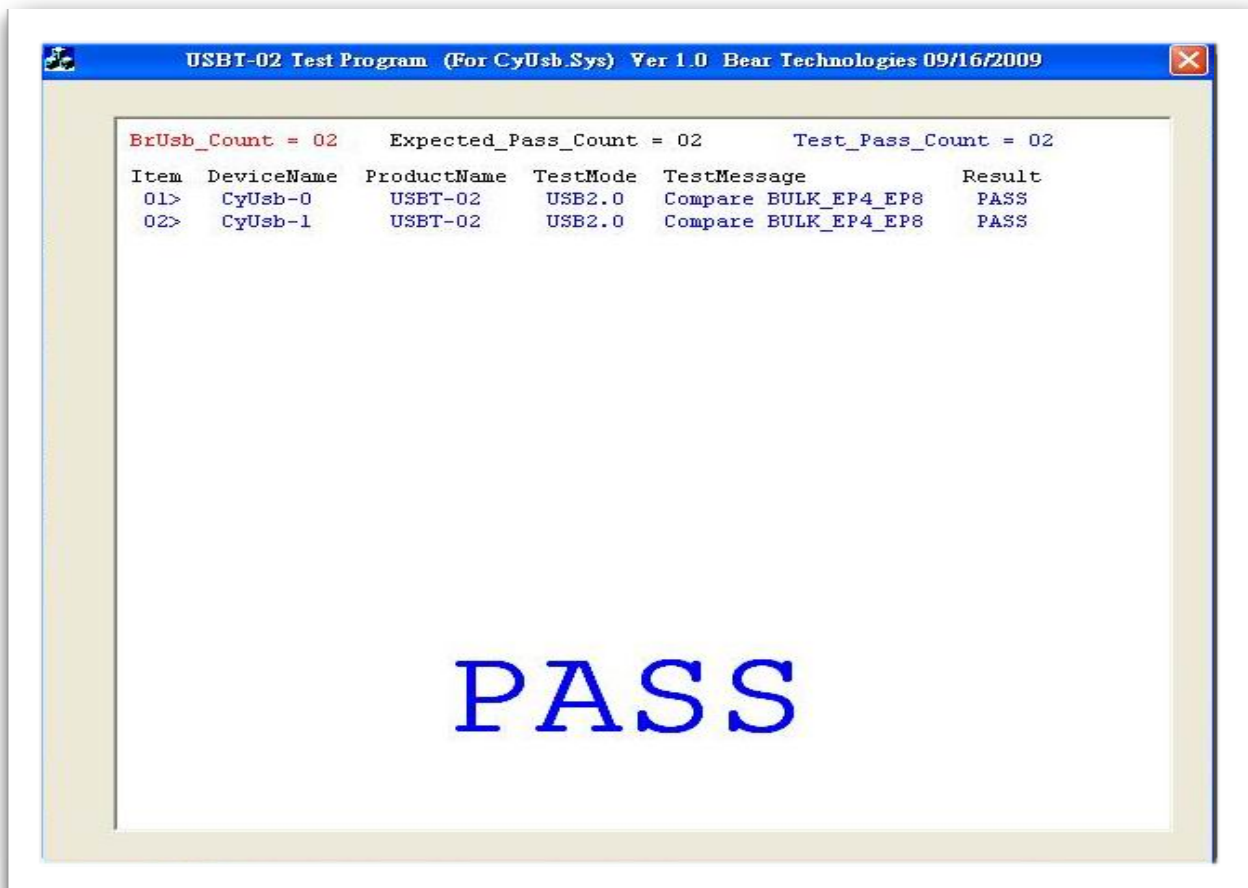 USBT-02 Test Program (For CyUsb.Sys) Ver 1.0 Bear Technologies 09/16/2009
BrUsb_Count = 02 Expected_Pass_Count = 02 Test_Pass_Count = 02
Item DeviceName ProductName TestMode TestMessage Result
01> CyUsb-0 USBT-02 USB2.0 Compare BULK_EP4_EP8 PASS
02> CyUsb-1 USBT-02 USB2.0 Compare BULK_EP4_EP8 PASS
PASS